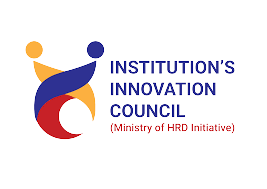 INSTITUTION'S
INNOVATION
COUNCIL
(Ministry of HRD Initiative)